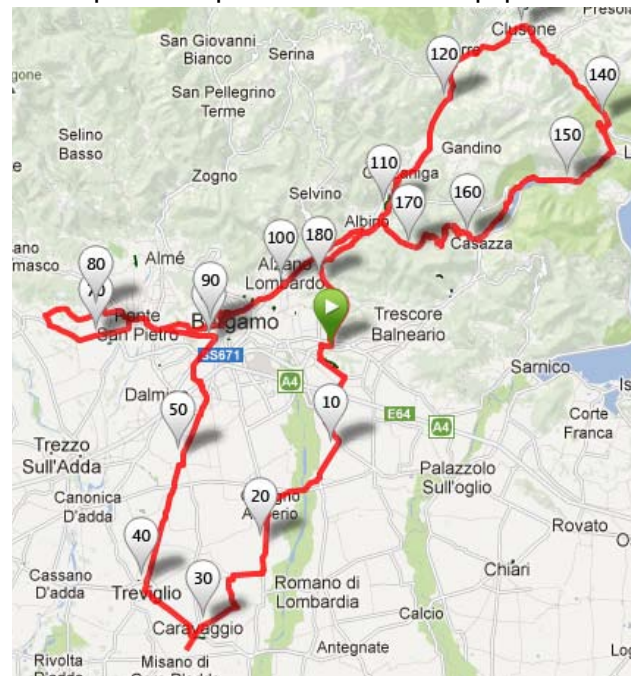 Presola
Clusone
San Giovanni
Bianco
Serina
120
San Pellegrino
Terme
140
Selino
Basso
Gandino
150
Zogno
110
Selvino
Albino
170
160
Casazza
180
100
Almé
80
90
Alzano
Lombardo
Ponte
San Pietro
Bergamo
Trescore
Balneario
SS671
A4
Sarnico
10
E64
A4
Corte
Franca
50
Trezzo
Sull'Adda
Palazzolo
Sull'oglio
Canonica
D'adda
20
Rovato
40
Cassano
D'adda
Treviglio
30
Romano di
Lombardia
Chiari
Caravaggio
Calcio
Antegnate
Rivolta
Misano di